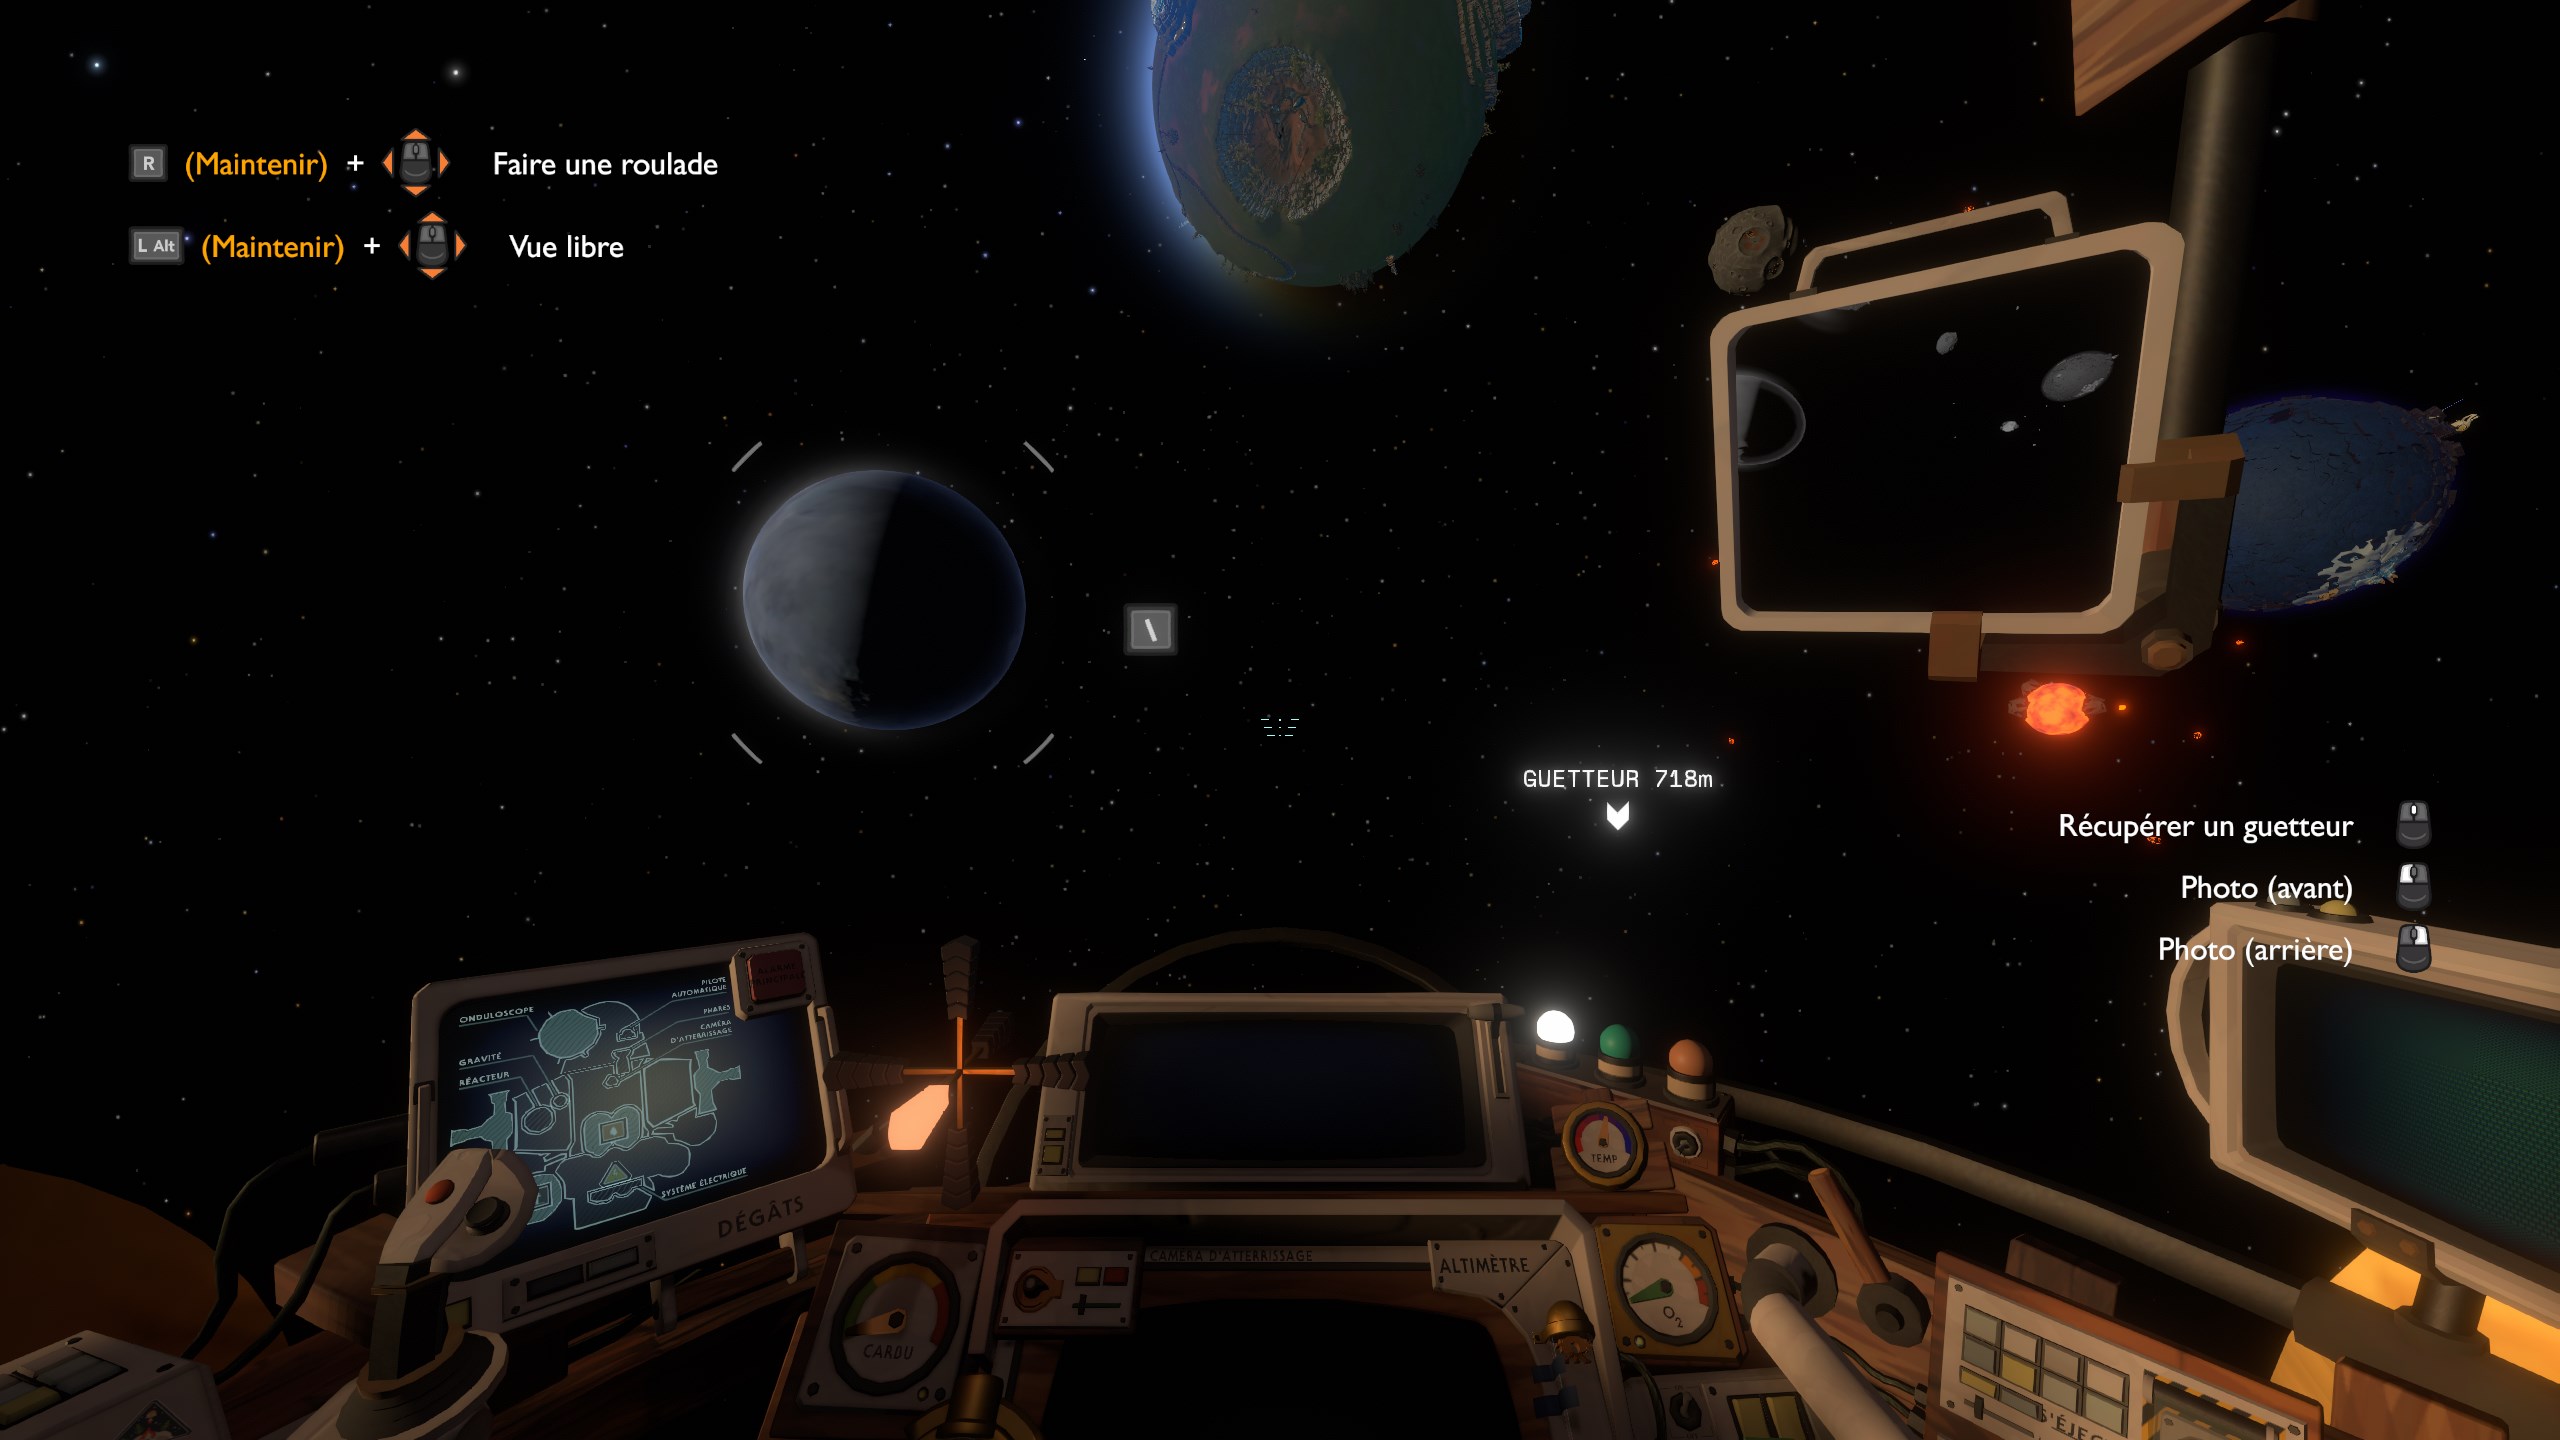 R (Maintenir) + Faire une roulade
L Alt (Maintenir) + Vue libre
\
GUETTEUR 718m
Récupérer un guetteur
Photo (avant)
Photo (arrière)
ONDULOSCOPE
PILOTE
AUTOMATIQUE
PHARES
CAMÉRA
D'ATTERRISSAGE
GRAVITÉ
RÉACTEUR
SYSTÈME ÉLECTRIQUE
DÉGÂTS
TEMP
CAMÉRA D'ATTERRISSAGE
ALTIMÈTRE
CARBU
O2